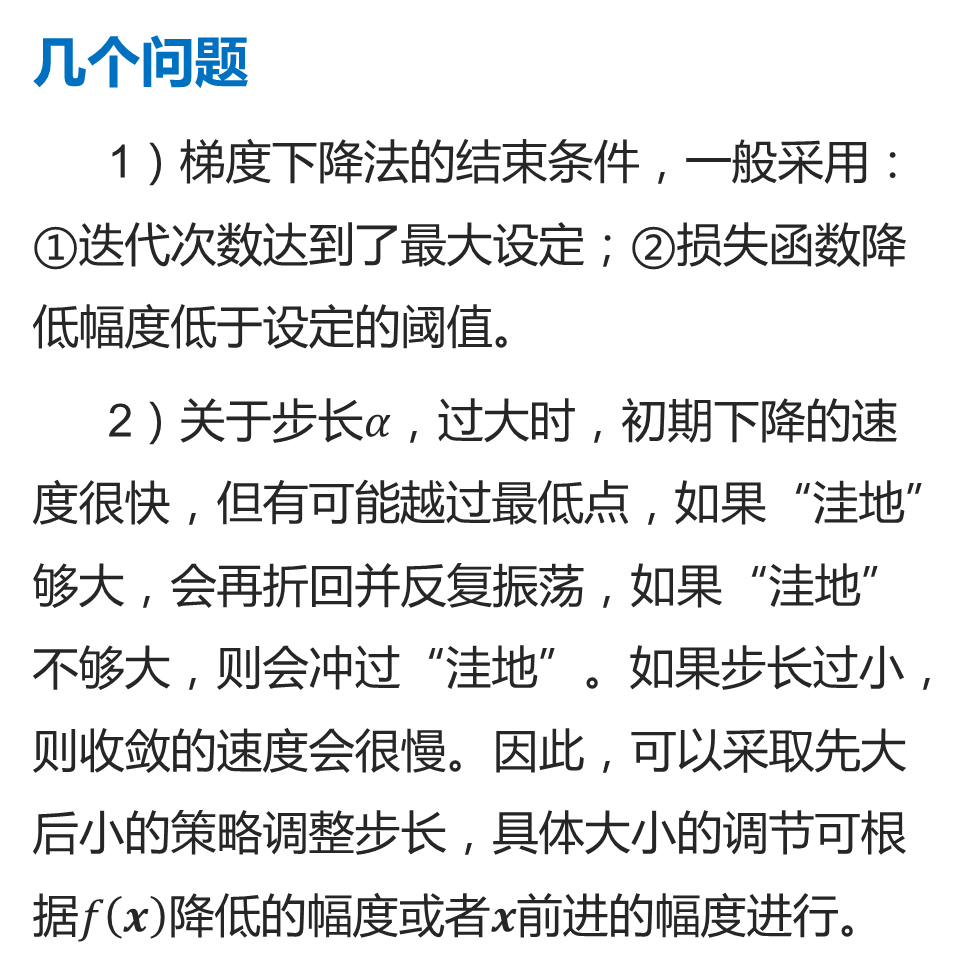 几个问题
1）梯度下降法的结束条件，一般采用：
①迭代次数达到了最大设定；②损失函数降
低幅度低于设定的阈值。
2）关于步长α，过大时，初期下降的速
度很快，但有可能越过最低点，如果“洼地”
够大，会再折回并反复振荡，如果“洼地”
不够大，则会冲过“洼地”。如果步长过小，
则收敛的速度会很慢。因此，可以采取先大
后小的策略调整步长，具体大小的调节可根
据f(x)降低的幅度或者x前进的幅度进行。